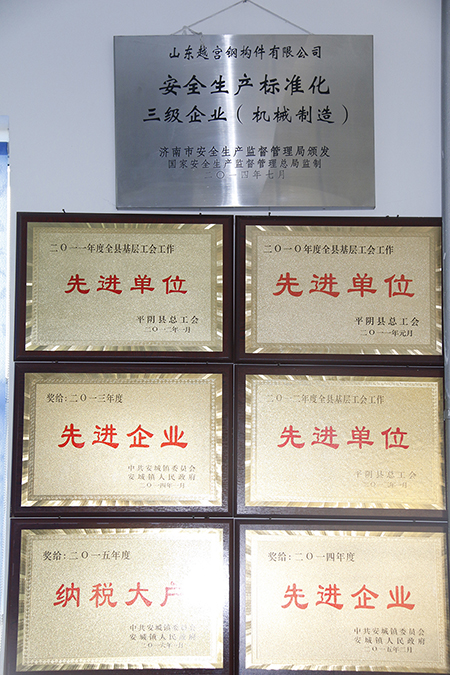 山东越宫钢构件有限公司
安全生产标准化
三级企业（机械制造）
济南市安全生产监督管理局颁发
国家安全生产监督管理总局监制
二〇一四年七月
二〇一一年度全县基层工会工作
先进单位
平阴县总工会
二〇一二年一月
二〇一〇年度全县基层工会工作
先进单位
平阴县总工会
二〇一一年元月
奖给：二〇一三年度
先进企业
中共安城镇委员会
安城镇人民政府
二〇一四年一月
二〇一二年度全县基层工会工作
先进单位
平阴县总工会
奖给：二〇一五年度
纳税大户
中共安城镇委员会
安城镇人民政府
二〇一六年一月
奖给：二〇一四年度
先进企业
中共安城镇委员会
安城镇人民政府
二〇一五年二月